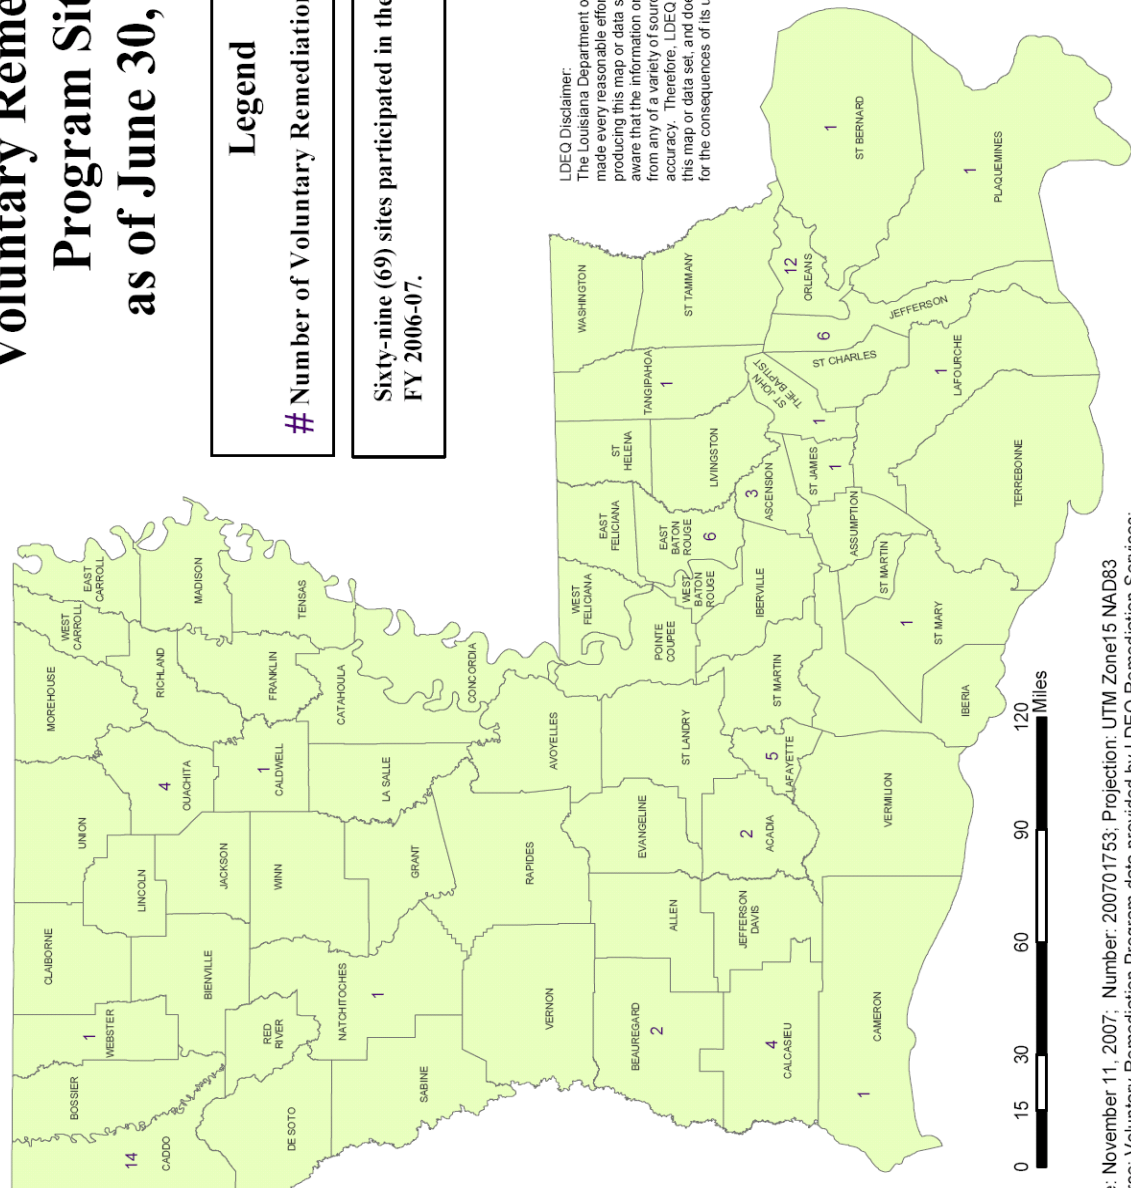 Voluntary Reme
Program Sit
as of June 30,
Legend
# Number of Voluntary Remediation
Sixty-nine (69) sites participated in the
FY 2006-07.
LDEQ Disclaimer:
The Louisiana Department o
made every reasonable effor
producing this map or data s
aware that the information or
from any of a variety of sourc
accuracy. Therefore, LDEQ
this map or data set, and doe
for the consequences of its u
CADDO
14
BOSSIER
WEBSTER
1
CLAIBORNE
UNION
LINCOLN
MOREHOUSE
WEST
CARROLL
EAST
CARROLL
OUACHITA
4
RICHLAND
MADISON
BIENVILLE
JACKSON
CALDWELL
1
FRANKLIN
TENSAS
DE SOTO
RED
RIVER
WINN
NATCHITOCHES
1
SABINE
GRANT
LA SALLE
CATAHOULA
CONCORDIA
VERNON
RAPIDES
AVOYELLES
BEAUREGARD
2
ALLEN
EVANGELINE
ST LANDRY
POINTE
COUPEE
WEST
FELICIANA
EAST
FELICIANA
ST
HELENA
TANGIPAHOA
1
WASHINGTON
ST TAMMANY
LIVINGSTON
EAST
BATON
ROUGE
6
WEST
BATON
ROUGE
CALCASIEU
4
JEFFERSON
DAVIS
ACADIA
2
LAFAYETTE
5
ST MARTIN
IBERVILLE
ASCENSION
3
ST JAMES
1
ST JOHN
THE BAPTIST
1
ST CHARLES
6
ORLEANS
12
ST BERNARD
1
PLAQUEMINES
1
JEFFERSON
LAFOURCHE
1
CAMERON
1
VERMILION
IBERIA
ST MARY
1
ST MARTIN
ASSUMPTION
TERREBONNE
0 15 30 60 90 120
Miles
e: November 11, 2007; Number: 200701753; Projection: UTM Zone15 NAD83
rce: Voluntary Remediation Program data provided by LDEQ Remediation Services;